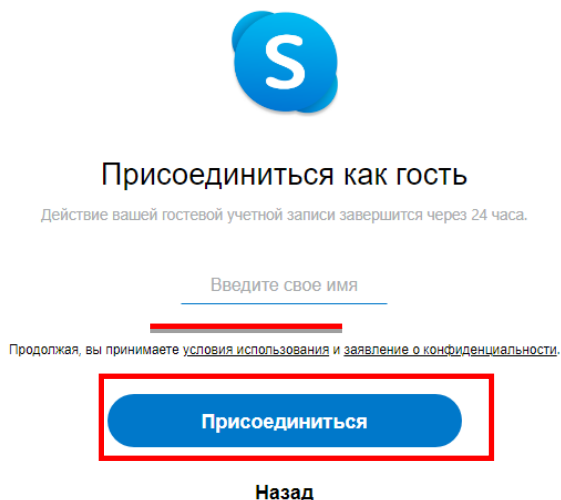 S
Присоединиться как гость
Действие вашей гостевой учетной записи завершится через 24 часа.
Введите свое имя
Продолжая, вы принимаете условия использования и заявление о конфиденциальности.
Присоединиться
Назад